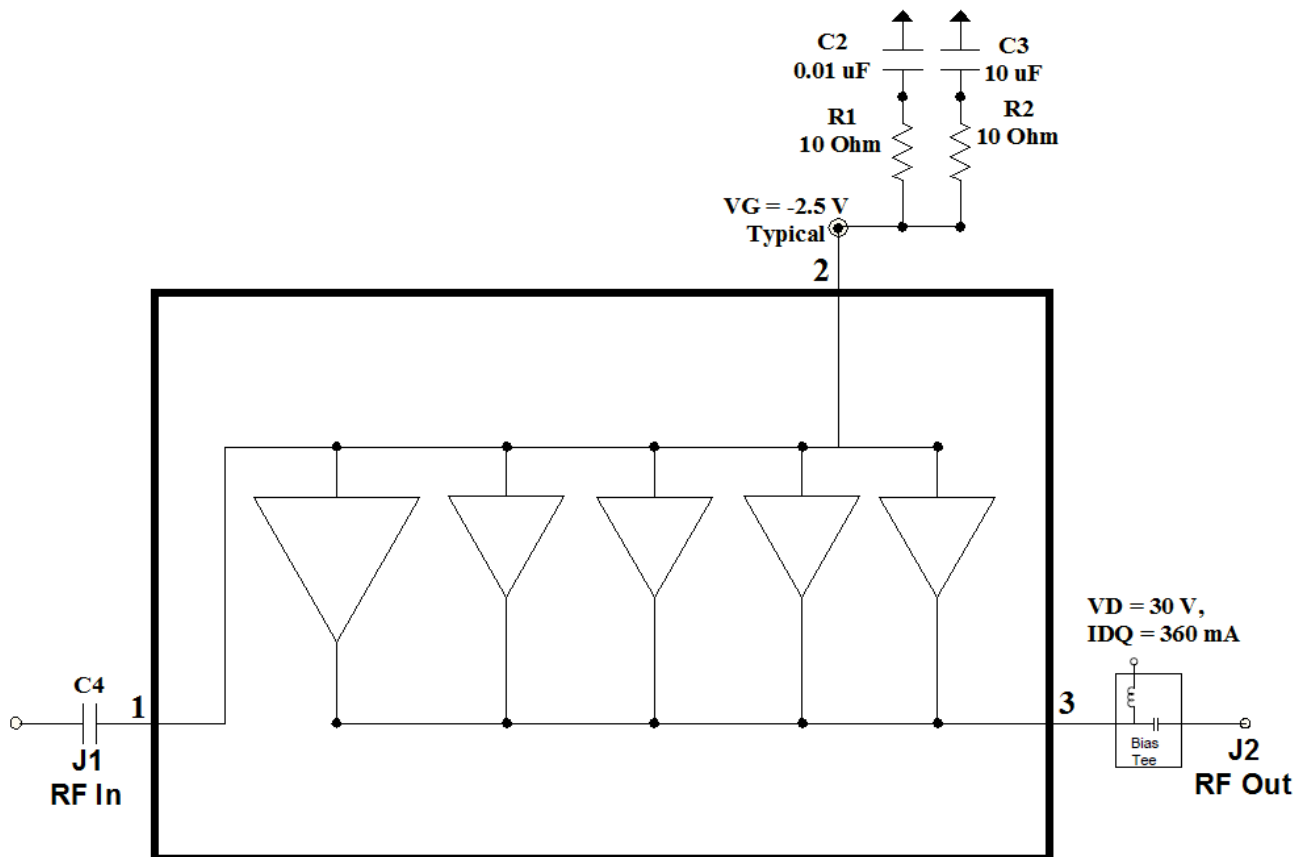 C2
0.01 uF
C3
10 uF
R1
10 Ohm
R2
10 Ohm
VG = -2.5 V
Typical
2
VD = 30 V,
IDQ = 360 mA
C4
1
3
J1
RF In
Bias
Tee
J2
RF Out